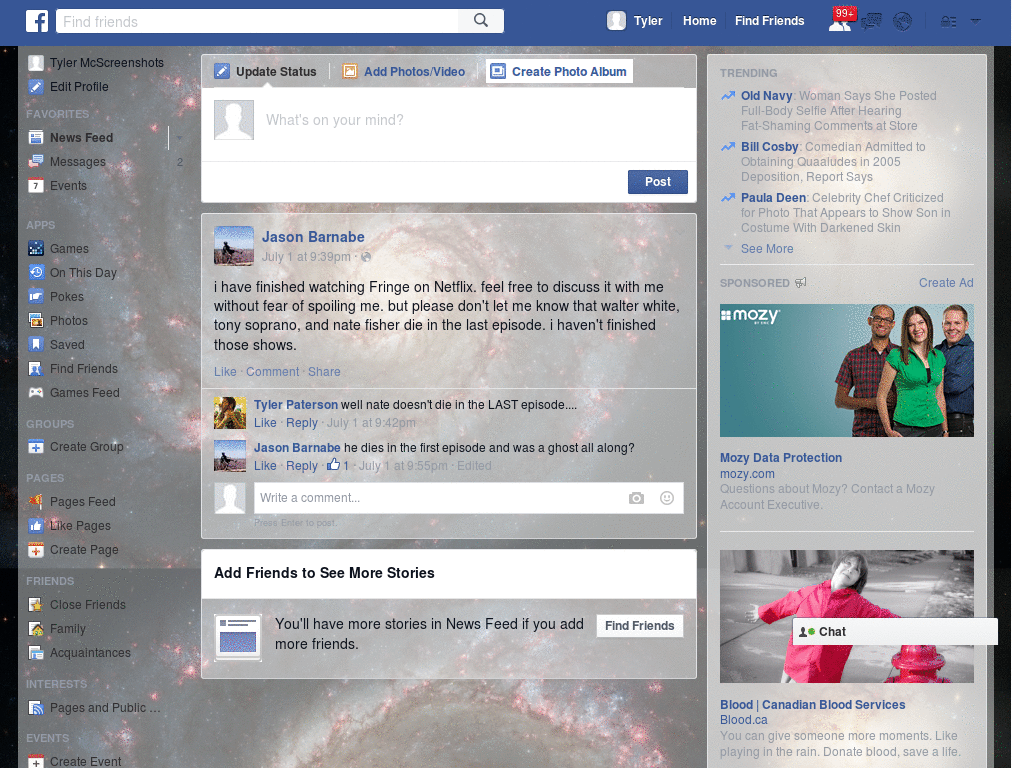 Find friends
Tyler
Home
Find Friends
99+
Tyler McScreenshots
Edit Profile
FAVORITES
News Feed
Messages 2
7 Events
APPS
Games
On This Day
Pokes
Photos
Saved
Find Friends
Games Feed
GROUPS
Create Group
PAGES
Pages Feed
Like Pages
Create Page
FRIENDS
Close Friends
Family
Acquaintances
INTERESTS
Pages and Public ...
EVENTS
Create Event
Update Status
Add Photos/Video
Create Photo Album
What's on your mind?
Post
Jason Barnabe
July 1 at 9:39pm ·
i have finished watching Fringe on Netflix. feel free to discuss it with me
without fear of spoiling me. but please don't let me know that walter white,
tony soprano, and nate fisher die in the last episode. i haven't finished
those shows.
Like · Comment · Share
Tyler Paterson well nate doesn't die in the LAST episode....
Like · Reply · July 1 at 9:42pm
Jason Barnabe he dies in the first episode and was a ghost all along?
Like · Reply · 1 · July 1 at 9:55pm · Edited
Write a comment...
Press Enter to post.
Add Friends to See More Stories
You'll have more stories in News Feed if you add
more friends.
Find Friends
TRENDING
Old Navy: Woman Says She Posted
Full-Body Selfie After Hearing
Fat-Shaming Comments at Store
Bill Cosby: Comedian Admitted to
Obtaining Quaaludes in 2005
Deposition, Report Says
Paula Deen: Celebrity Chef Criticized
for Photo That Appears to Show Son in
Costume With Darkened Skin
See More
SPONSORED
Create Ad
mozy
BY EMC
Mozy Data Protection
mozy.com
Questions about Mozy? Contact a Mozy
Account Executive.
Chat
Blood | Canadian Blood Services
Blood.ca
You can give someone more moments. Like
playing in the rain. Donate blood, save a life.